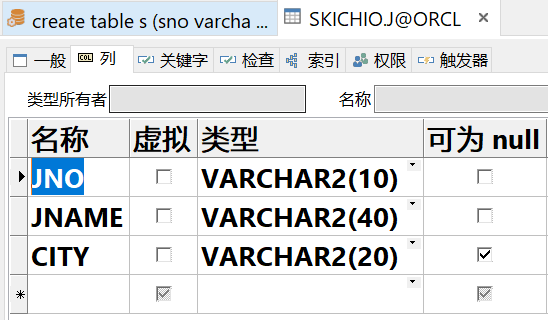 create table s (sno varcha ... SKICHIO.J@ORCL ×
一般 COL 列 关键字 检查 索引 权限 触发器
类型所有者 名称
名称 虚拟 类型 可为 null
JNO VARCHAR2(10)
JNAME VARCHAR2(40)
CITY VARCHAR2(20)
*